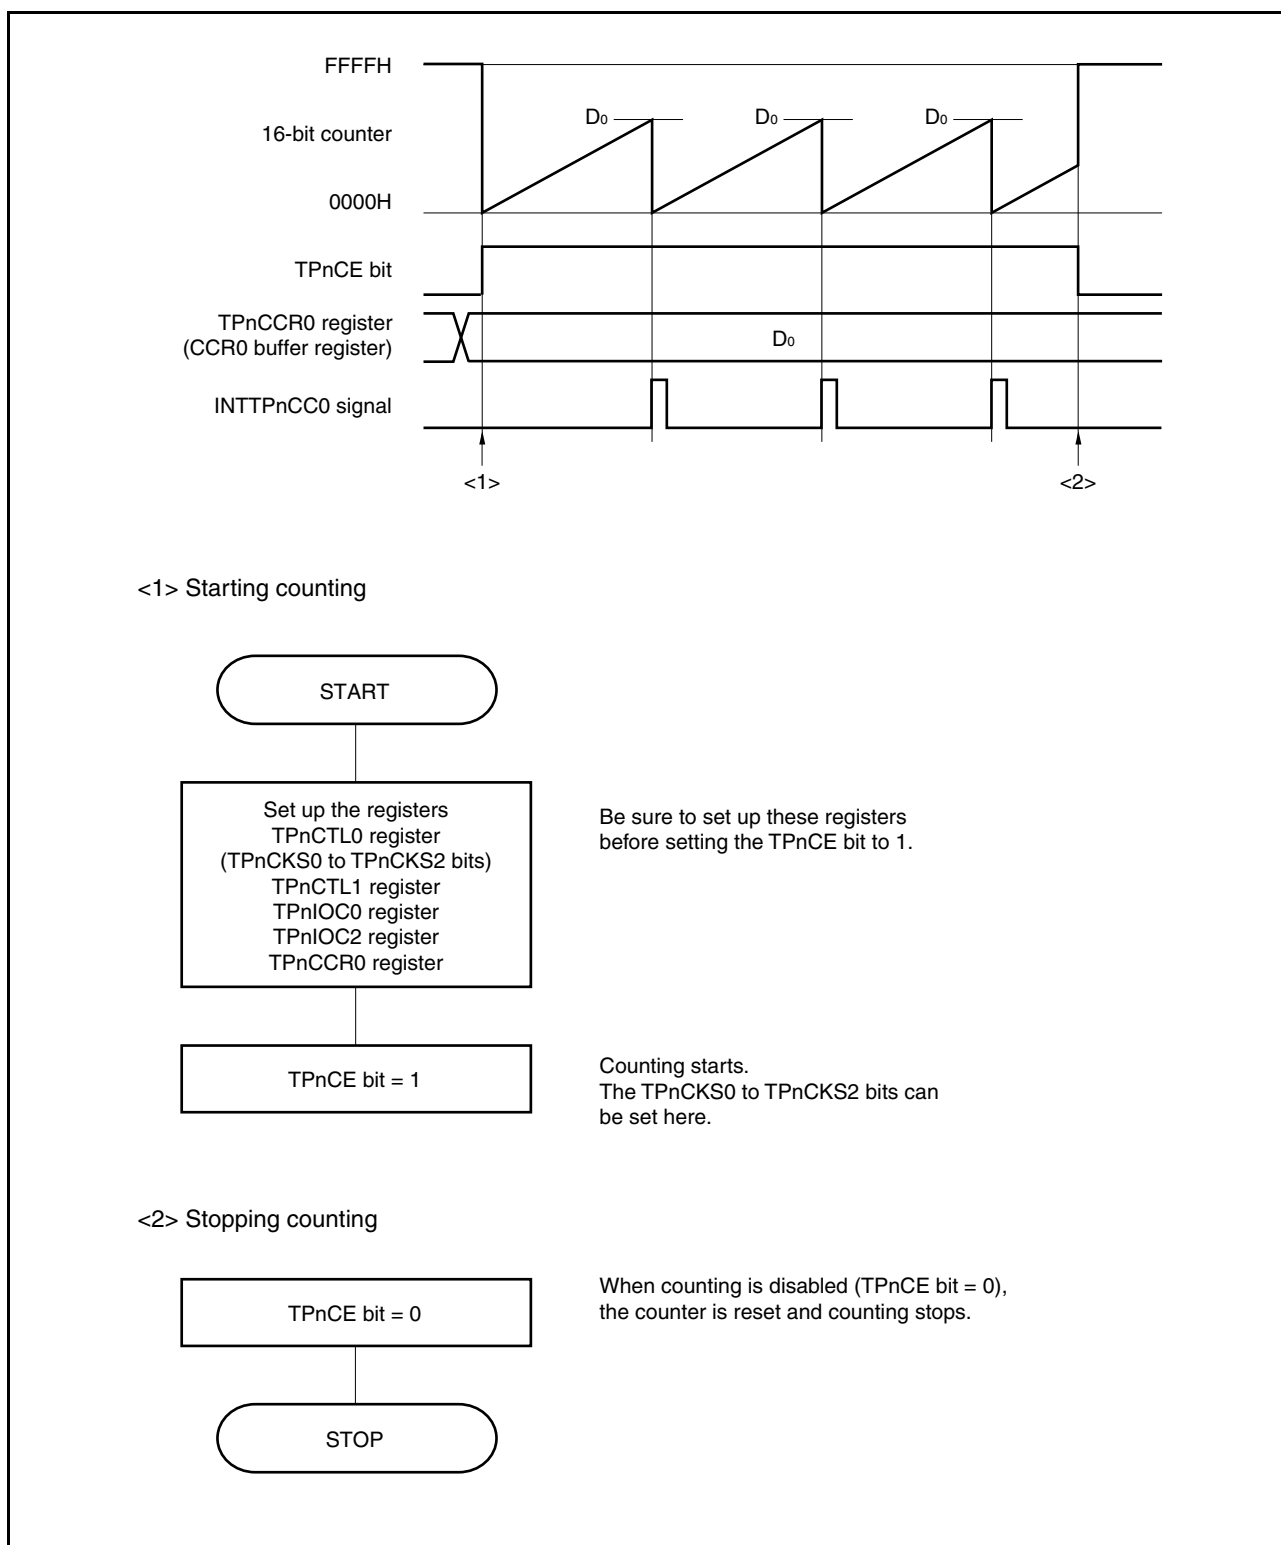 FFFFH
D0 D0 D0
16-bit counter
0000H
TPnCE bit
TPnCCR0 register
(CCR0 buffer register)
D0
INTTPnCC0 signal
<1> <2>
<1> Starting counting
START
Set up the registers
TPnCTL0 register
(TPnCKS0 to TPnCKS2 bits)
TPnCTL1 register
TPnIOC0 register
TPnIOC2 register
TPnCCR0 register
Be sure to set up these registers
before setting the TPnCE bit to 1.
TPnCE bit = 1
Counting starts.
The TPnCKS0 to TPnCKS2 bits can
be set here.
<2> Stopping counting
TPnCE bit = 0
When counting is disabled (TPnCE bit = 0),
the counter is reset and counting stops.
STOP